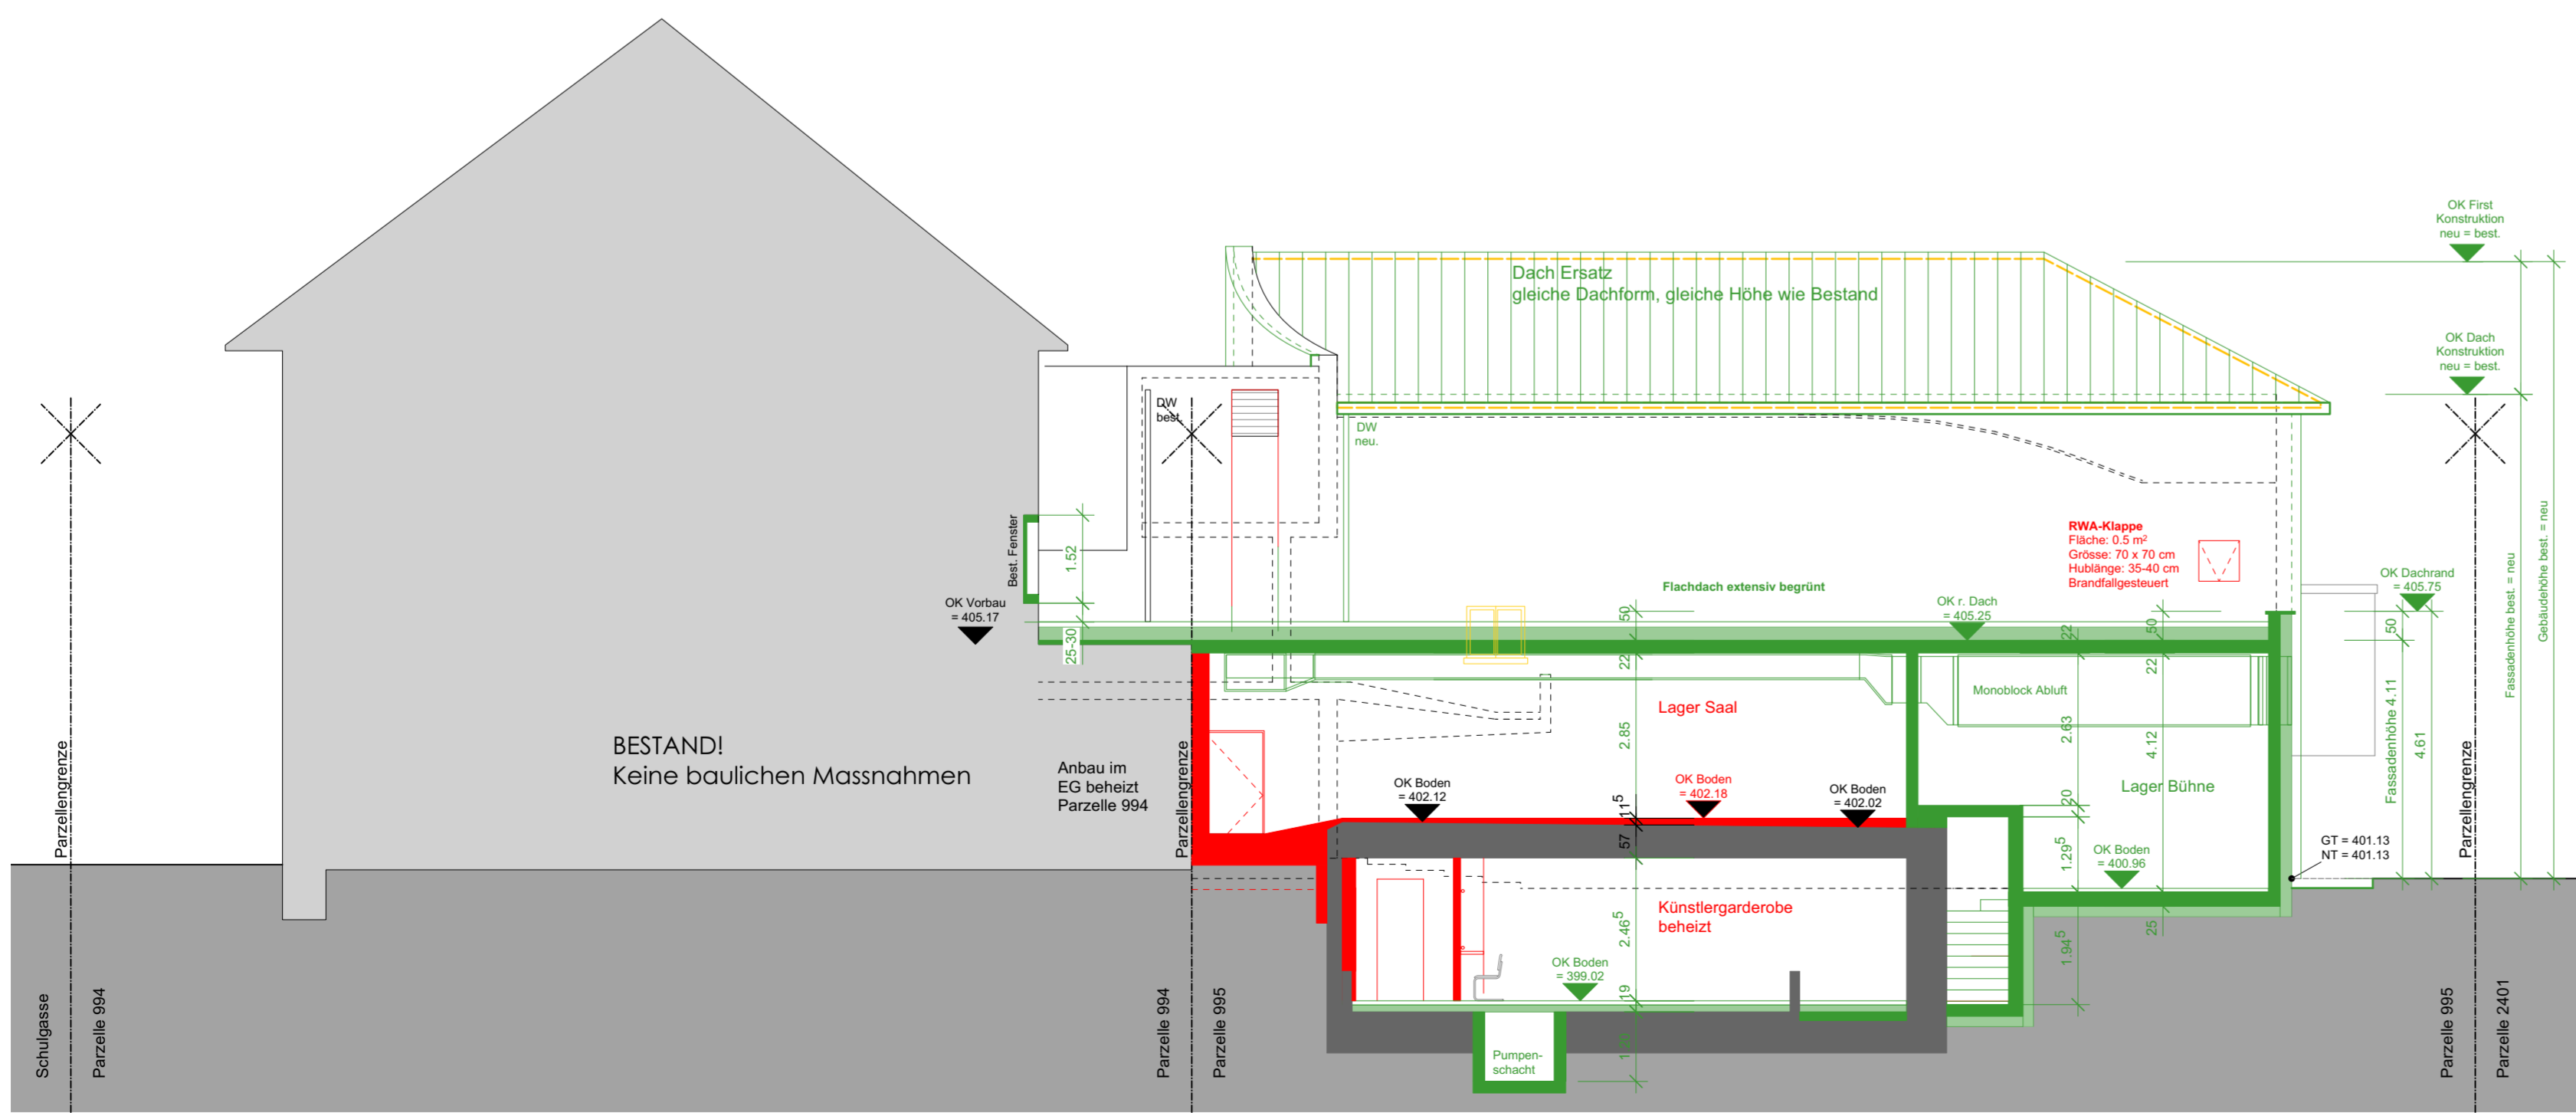 OK First
Konstruktion
neu = best.
Dach Ersatz
gleiche Dachform, gleiche Höhe wie Bestand
OK Dach
Konstruktion
neu = best.
DW
best.
DW
neu.
Best. Fenster
1.52
25-30
OK Vorbau
= 405.17
RWA-Klappe
Fläche: 0.5 m²
Grösse: 70 x 70 cm
Hublänge: 35-40 cm
Brandfallgesteuert
Flachdach extensiv begrünt
OK r. Dach
= 405.25
OK Dachrand
= 405.75
Fassadenhöhe best. = neu
Gebäudehöhe best. = neu
50
22
22
50
22
50
Fassadenhöhe 4.11
4.61
Monoblock Abluft
Lager Saal
2.85
2.63
4.12
Lager Bühne
BESTAND!
Keine baulichen Massnahmen
Anbau im
EG beheizt
Parzelle 994
Parzellengrenze
Parzellengrenze
Parzellengrenze
OK Boden
= 402.12
OK Boden
= 402.18
OK Boden
= 402.02
11⁵
57
20
1.29⁵
OK Boden
= 400.96
GT = 401.13
NT = 401.13
Künstlergarderobe
beheizt
2.46⁵
OK Boden
= 399.02
19
1.94⁵
25
1.20
Pumpen-
schacht
Schulgasse
Parzelle 994
Parzelle 994
Parzelle 995
Parzelle 995
Parzelle 2401